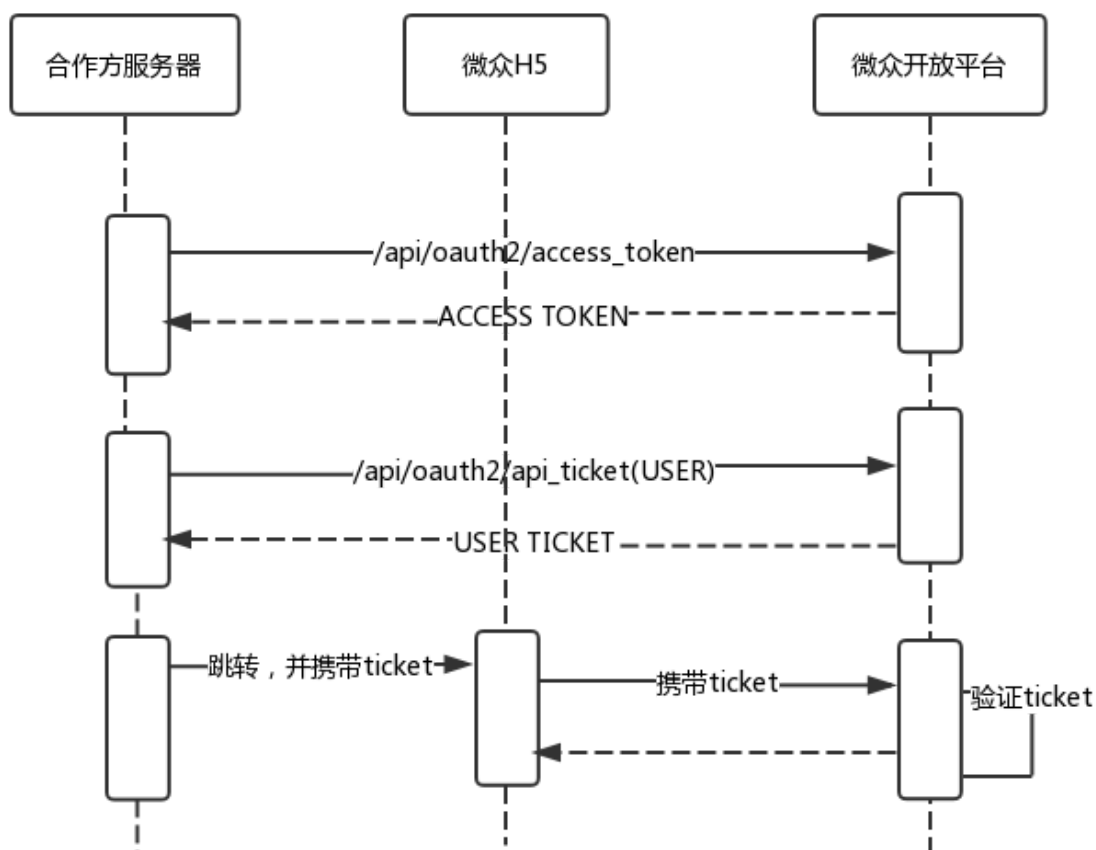 合作方服务器
微众H5
微众开放平台
/api/oauth2/access_token
ACCESS TOKEN
/api/oauth2/api_ticket(USER)
USER TICKET
跳转，并携带ticket
携带ticket
验证ticket